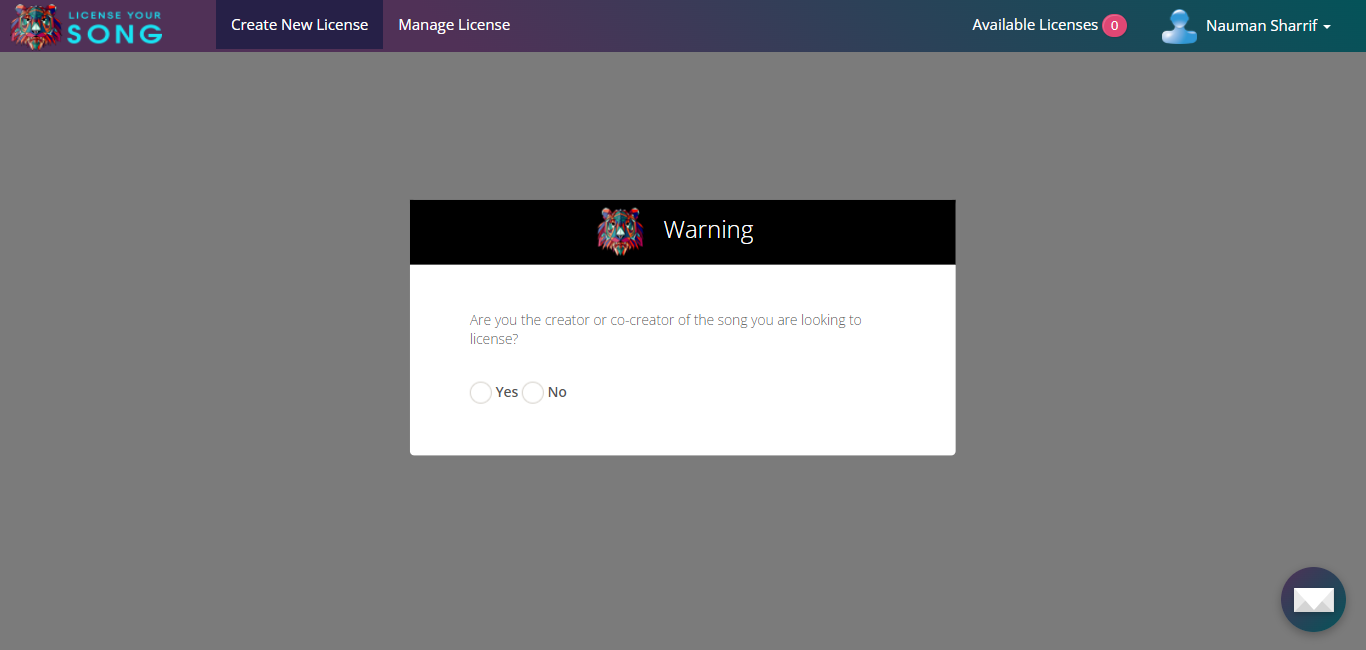 LICENSE YOUR
SONG
Create New License
Manage License
Available Licenses 0
Nauman Sharrif
Warning
Are you the creator or co-creator of the song you are looking to
license?
Yes No